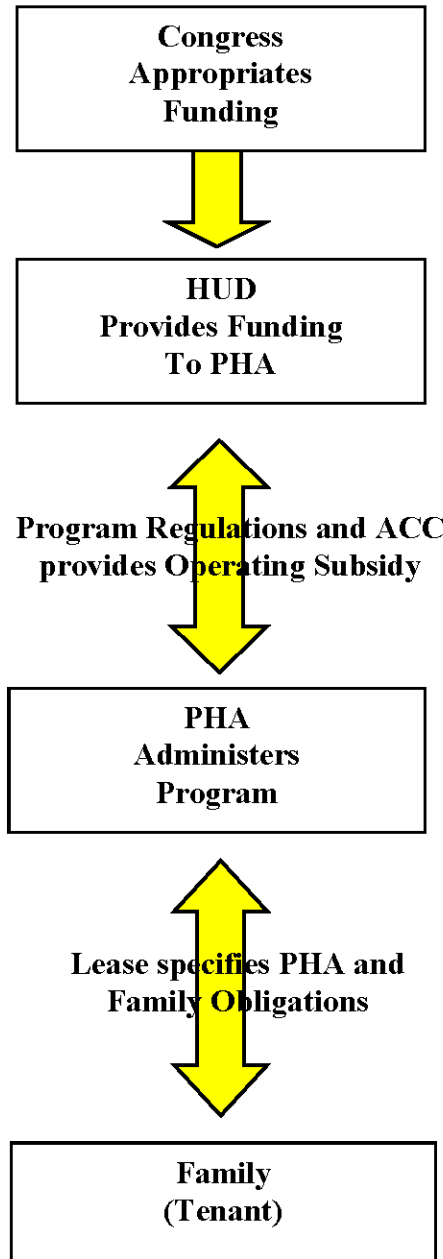 Congress
Appropriates
Funding
HUD
Provides Funding
To PHA
Program Regulations and ACC
provides Operating Subsidy
PHA
Administers
Program
Lease specifies PHA and
Family Obligations
Family
(Tenant)